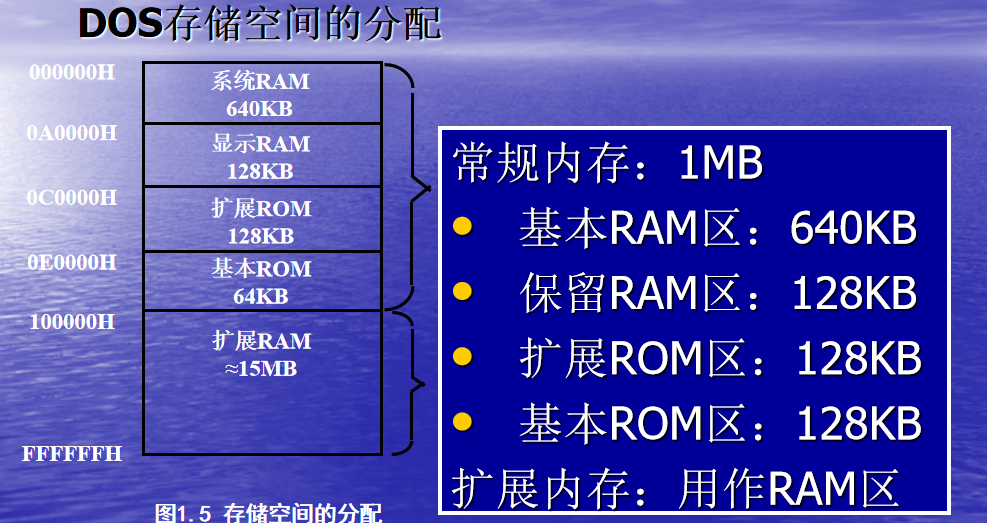 DOS存储空间的分配
000000H
系统RAM
640KB
0A0000H
显示RAM
128KB
0C0000H
扩展ROM
128KB
0E0000H
基本ROM
64KB
100000H
扩展RAM
≈15MB
FFFFFFH
图1.5 存储空间的分配
常规内存：1MB
● 基本RAM区：640KB
● 保留RAM区：128KB
● 扩展ROM区：128KB
● 基本ROM区：128KB
扩展内存：用作RAM区